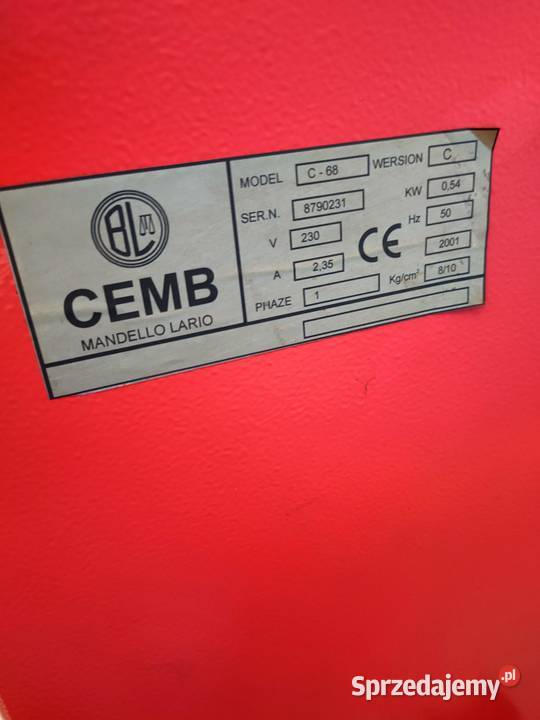 BL
CEMB
MANDELLO LARIO
MODEL C - 68 WERSION C
SER.N. 8790231 KW 0,54
V 230 Hz 50
A 2,35 CE 2001
PHAZE 1 Kg/cm² 8/10
Sprzedajemy.pl